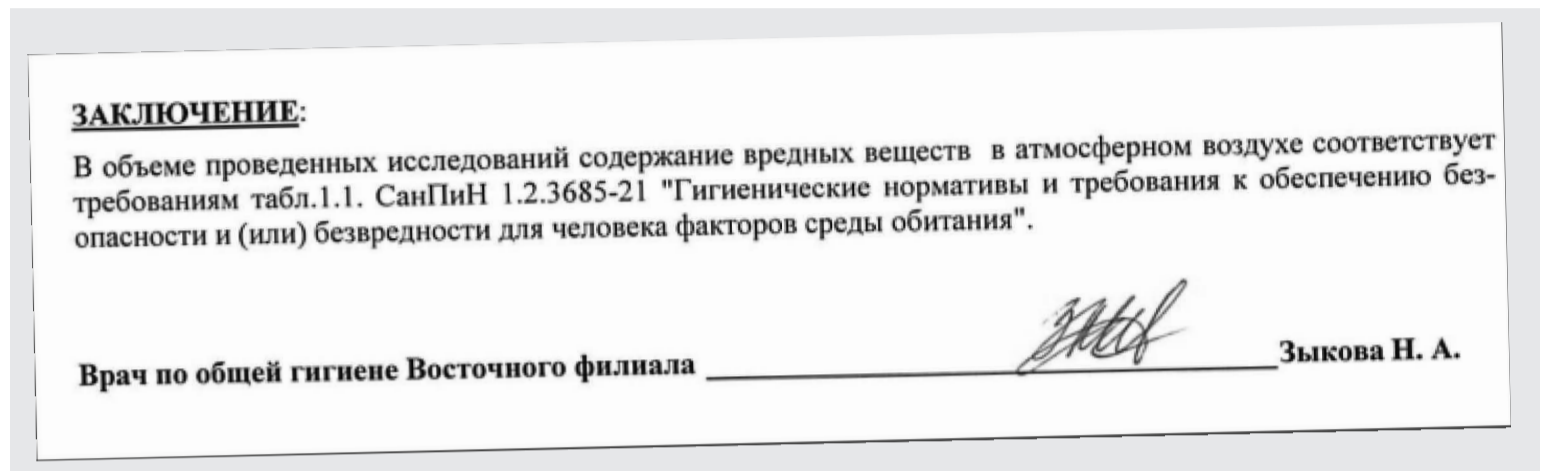 ЗАКЛЮЧЕНИЕ:
В объеме проведенных исследований содержание вредных веществ в атмосферном воздухе соответствует
требованиям табл.1.1. СанПиН 1.2.3685-21 "Гигиенические нормативы и требования к обеспечению без-
опасности и (или) безвредности для человека факторов среды обитания".
Врач по общей гигиене Восточного филиала Зыкова Н. А.